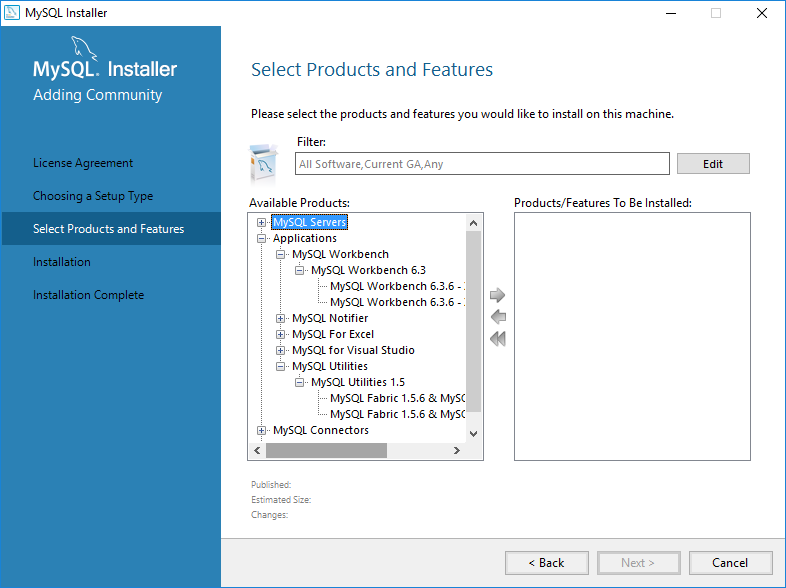 MySQL Installer
MySQL. Installer
Adding Community
License Agreement
Choosing a Setup Type
Select Products and Features
Installation
Installation Complete
Select Products and Features
Please select the products and features you would like to install on this machine.
Filter:
All Software,Current GA,Any
Edit
Available Products:
MySQL Servers
Applications
MySQL Workbench
MySQL Workbench 6.3
MySQL Workbench 6.3.6 -
MySQL Workbench 6.3.6 -
MySQL Notifier
MySQL For Excel
MySQL for Visual Studio
MySQL Utilities
MySQL Utilities 1.5
MySQL Fabric 1.5.6 & MySQ
MySQL Fabric 1.5.6 & MySQ
MySQL Connectors
Products/Features To Be Installed:
Published:
Estimated Size:
Changes:
< Back
Next >
Cancel